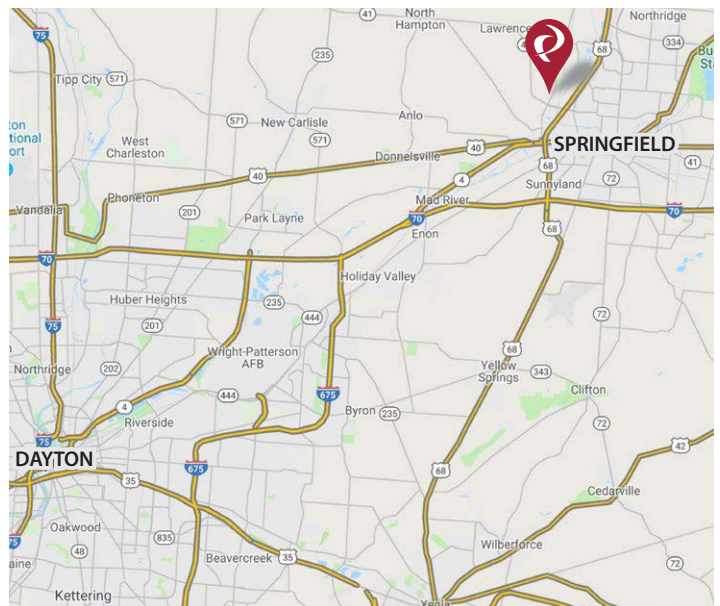 41
North
Hampton
Lawrence
Northridge
75
68
334
Tipp City
571
235
New Carlisle
Anlo
571
571
West
Charleston
Donnelsville
40
SPRINGFIELD
68
41
72
Sunnyland
40
4
Mad River
Phoneton
201
Vandalia
Park Layne
70
Enon
70
68
70
Holiday Valley
Huber Heights
235
444
75
201
72
Wright-Patterson
AFB
68
Northridge
202
Yellow
Springs
343
444
675
Clifton
4
Byron
235
Riverside
72
75
42
DAYTON
675
68
35
Cedarville
Oakwood
48
835
75
Wilberforce
Beavercreek
35
72
Kettering
Xenia